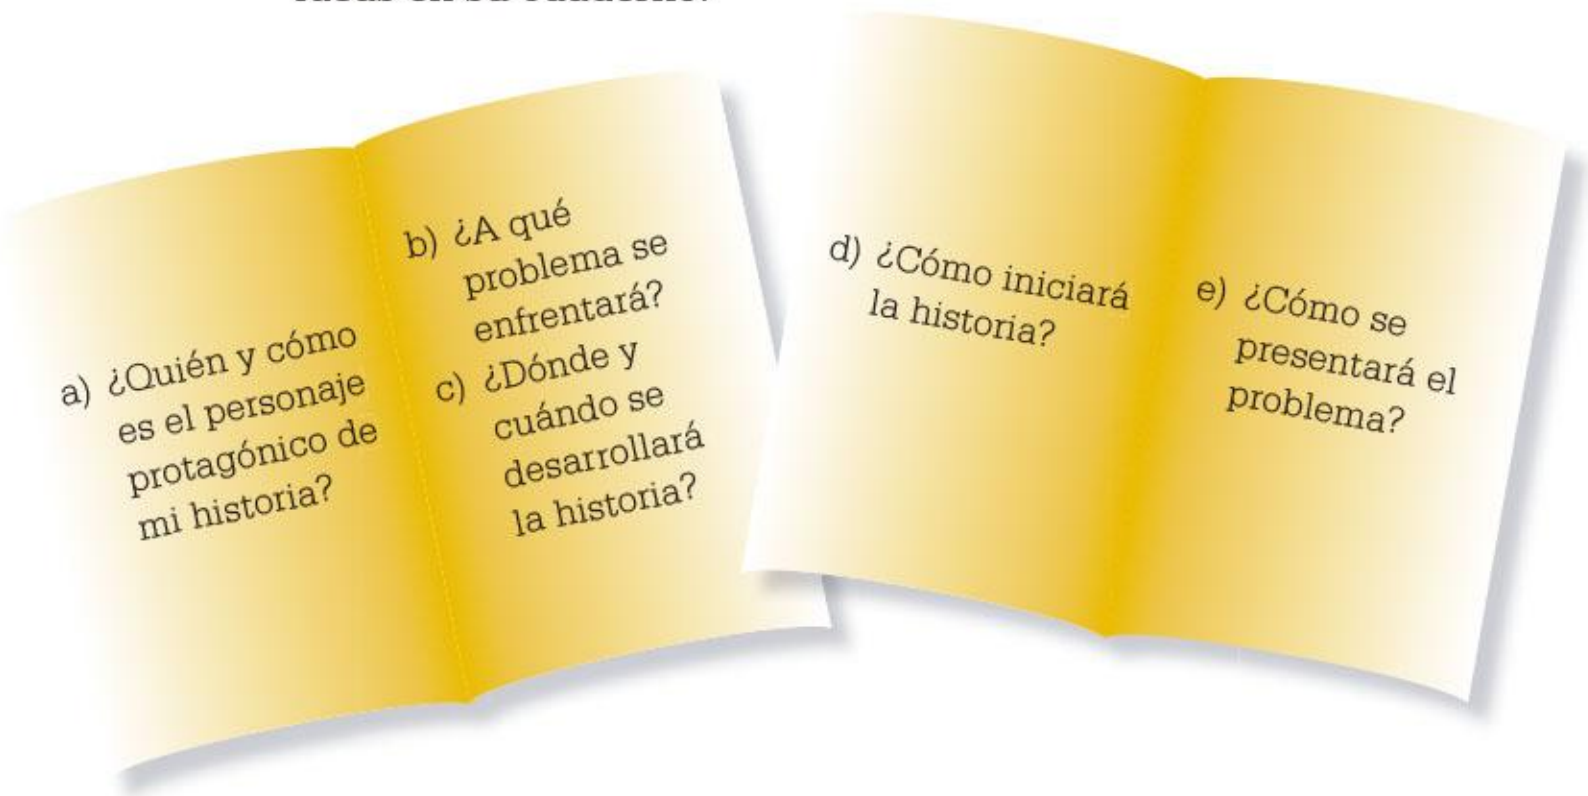 a) ¿Quién y cómo
es el personaje
protagónico de
mi historia?
b) ¿A qué
problema se
enfrentará?
c) ¿Dónde y
cuándo se
desarrollará
la historia?
d) ¿Cómo iniciará
la historia?
e) ¿Cómo se
presentará el
problema?